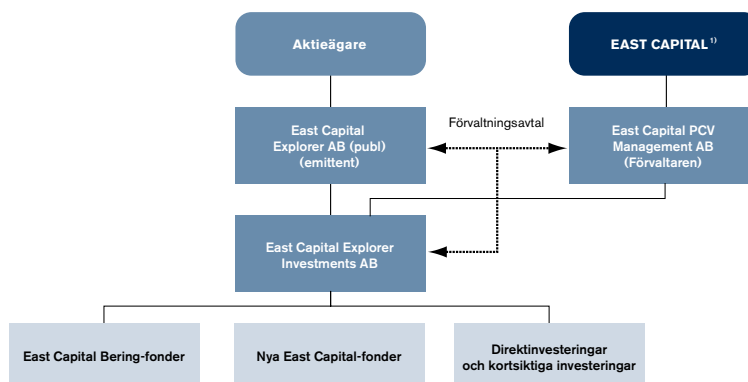 Aktieägare
EAST CAPITAL 1)
East Capital
Explorer AB (publ)
(emittent)
Förvaltningsavtal
East Capital PCV
Management AB
(Förvaltaren)
East Capital Explorer
Investments AB
East Capital Bering-fonder
Nya East Capital-fonder
Direktinvesteringar
och kortsiktiga investeringar